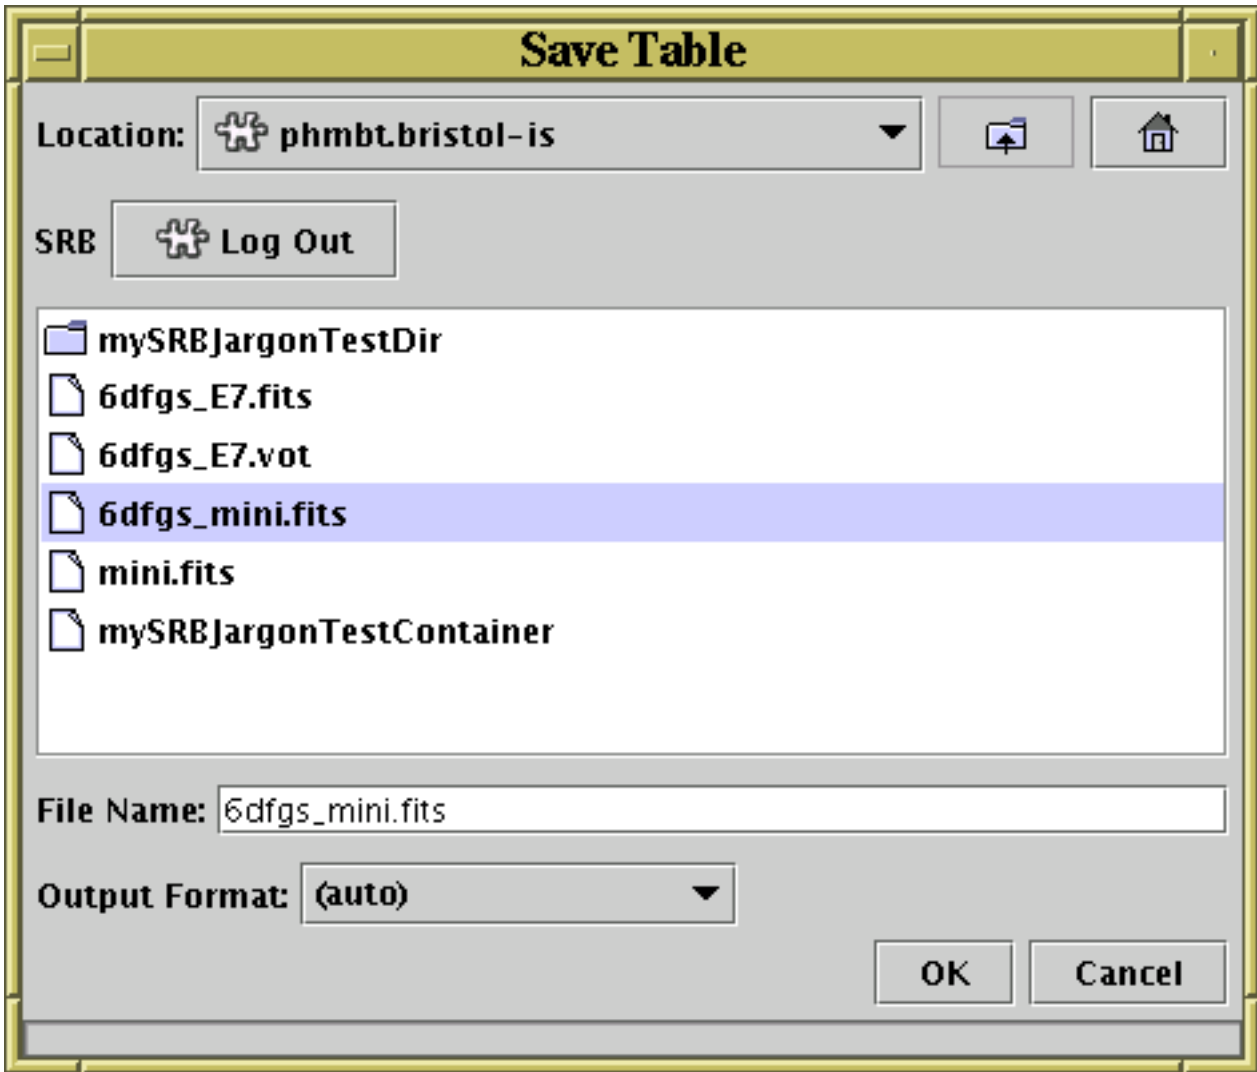 Save Table
Location: phmbt.bristol-is
SRB Log Out
mySRBJargonTestDir
6dfgs_E7.fits
6dfgs_E7.vot
6dfgs_mini.fits
mini.fits
mySRBJargonTestContainer
File Name: 6dfgs_mini.fits
Output Format: (auto)
OK Cancel